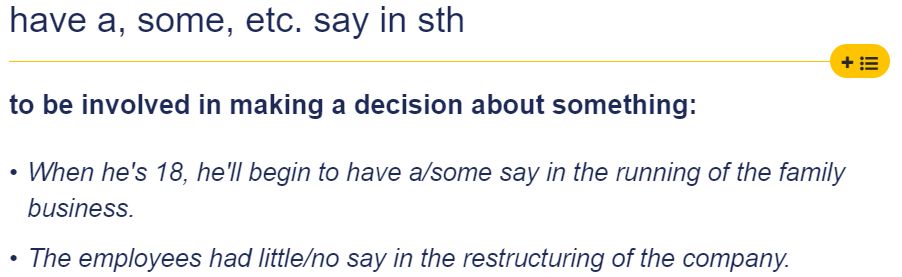 have a, some, etc. say in sth
to be involved in making a decision about something:
• When he's 18, he'll begin to have a/some say in the running of the family
business.
• The employees had little/no say in the restructuring of the company.